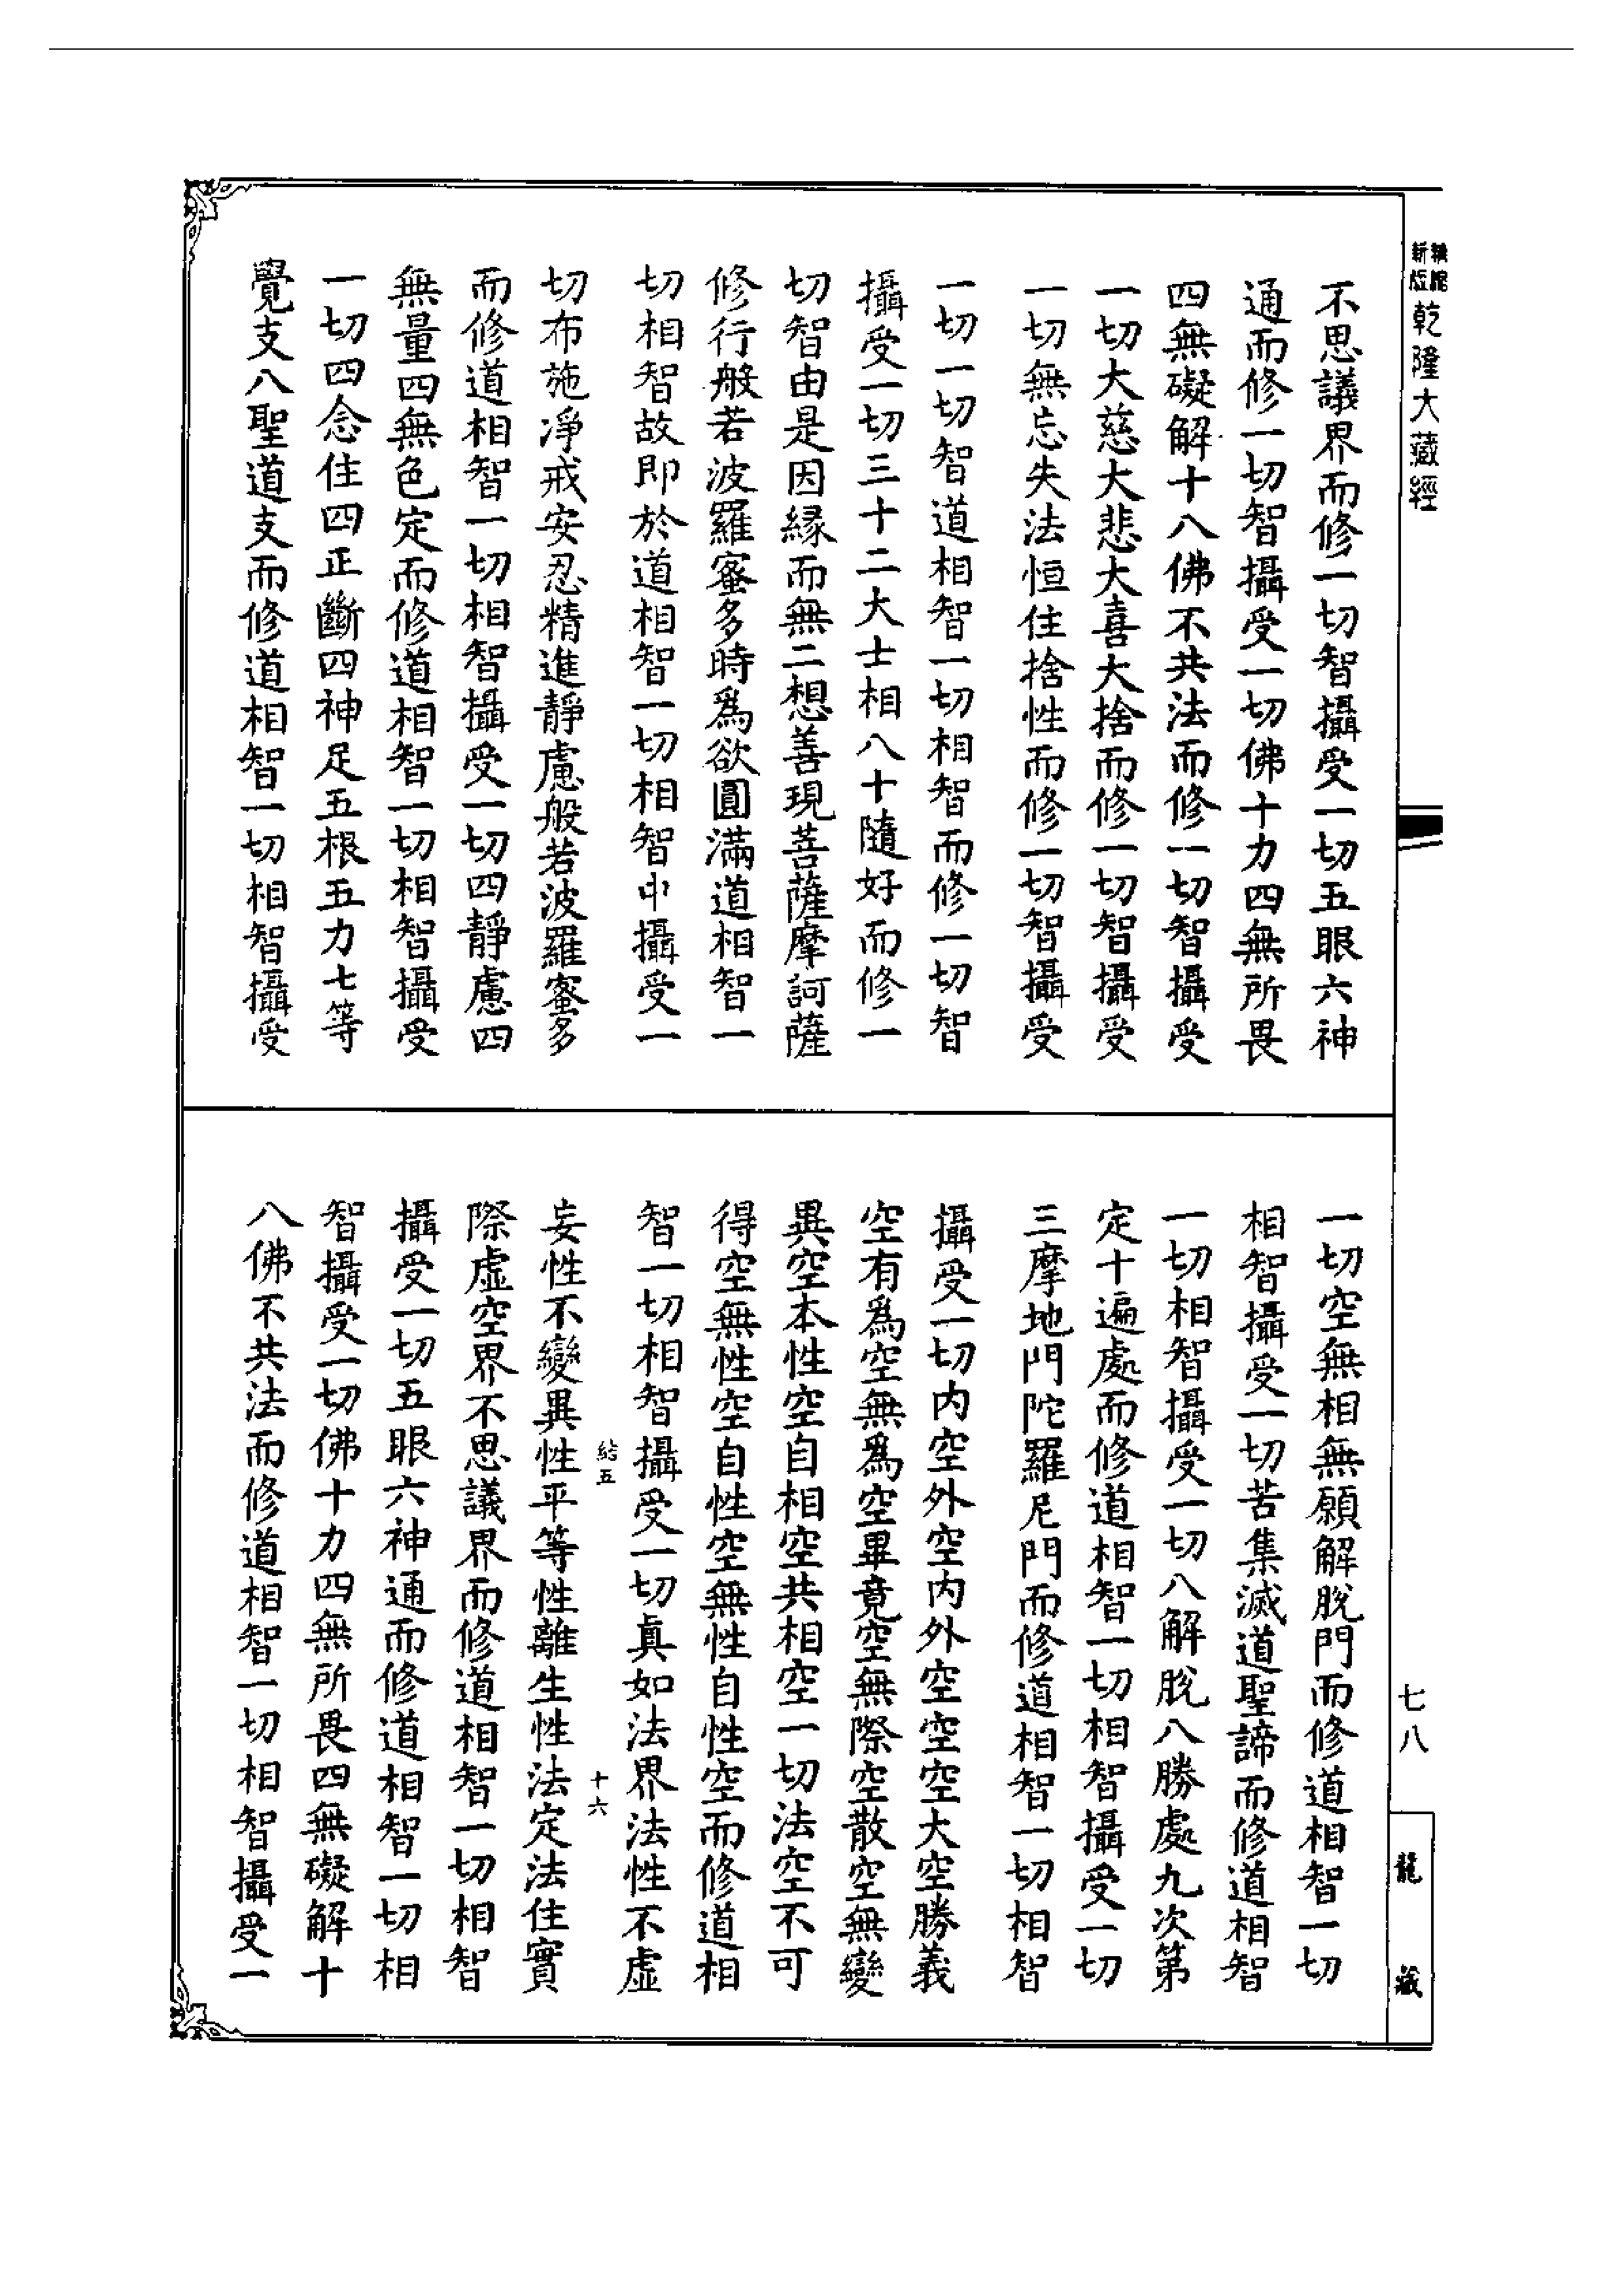 乾隆大藏經
不思議界而修一切智攝受一切五眼六神
通而修一切智攝受一切佛十力四無所畏
四無礙解十八佛不共法而修一切智攝受
一切大慈大悲大喜大捨而修一切智攝受
一切無忘失法恒住捨性而修一切智攝受
一切一切智道相智一切相智而修一切智
攝受一切三十二大士相八十隨好而修一
切智由是因緣而無二想善現菩薩摩訶薩
修行般若波羅蜜多時爲欲圓滿道相智一
切相智故即於道相智一切相智中攝受一
切布施淨戒安忍精進靜慮般若波羅蜜多
而修道相智一切相智攝受一切四靜慮四
無量四無色定而修道相智一切相智攝受
一切四念住四正斷四神足五根五力七等
覺支八聖道支而修道相智一切相智攝受
一切空無相無願解脫門而修道相智一切
相智攝受一切苦集滅道聖諦而修道相智
一切相智攝受一切八解脫八勝處九次第
定十遍處而修道相智一切相智攝受一切
三摩地門陀羅尼門而修道相智一切相智
攝受一切内空外空内外空空空大空勝義
空有爲空無爲空畢竟空無際空散空無變
異空本性空自相空共相空一切法空不可
得空無性空自性空無性自性空而修道相
智一切相智攝受一切真如法界法性不虛
結五
十六
妄性不變異性平等性離生性法定法住實
際虛空界不思議界而修道相智一切相智
攝受一切五眼六神通而修道相智一切相
智攝受一切佛十力四無所畏四無礙解十
八佛不共法而修道相智一切相智攝受一
七八
龍藏